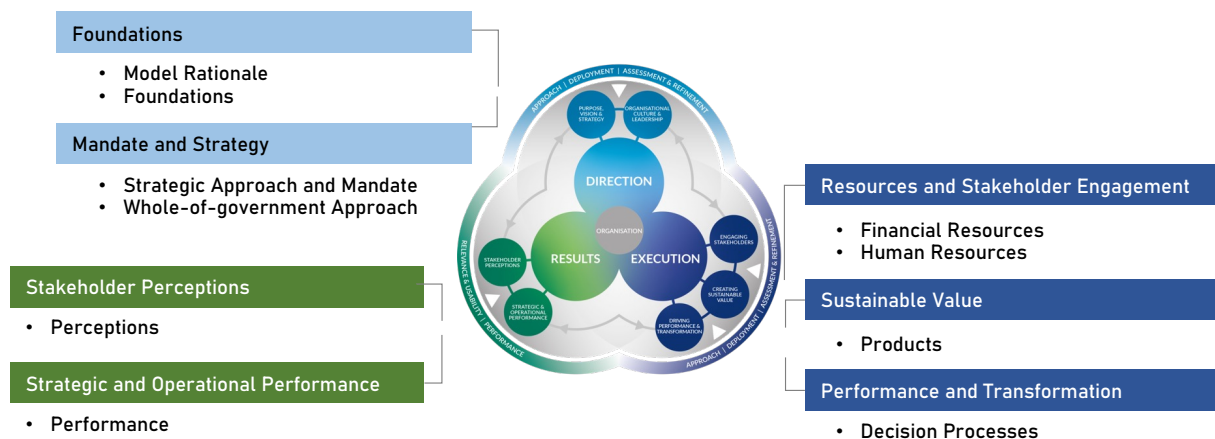 Foundations
• Model Rationale
• Foundations
Mandate and Strategy
• Strategic Approach and Mandate
• Whole-of-government Approach
Stakeholder Perceptions
• Perceptions
Strategic and Operational Performance
• Performance
APPROACH | DEPLOYMENT | ASSESSMENT & REFINEMENT
PURPOSE,
VISION &
STRATEGY
ORGANISATIONAL
CULTURE &
LEADERSHIP
DIRECTION
ORGANISATION
RESULTS
EXECUTION
STAKEHOLDER
PERCEPTIONS
STRATEGIC &
OPERATIONAL
PERFORMANCE
ENGAGING
STAKEHOLDERS
CREATING
SUSTAINABLE
VALUE
DRIVING
PERFORMANCE &
TRANSFORMATION
RELEVANCE & USABILITY | PERFORMANCE
APPROACH | DEPLOYMENT | ASSESSMENT & REFINEMENT
Resources and Stakeholder Engagement
• Financial Resources
• Human Resources
Sustainable Value
• Products
Performance and Transformation
• Decision Processes